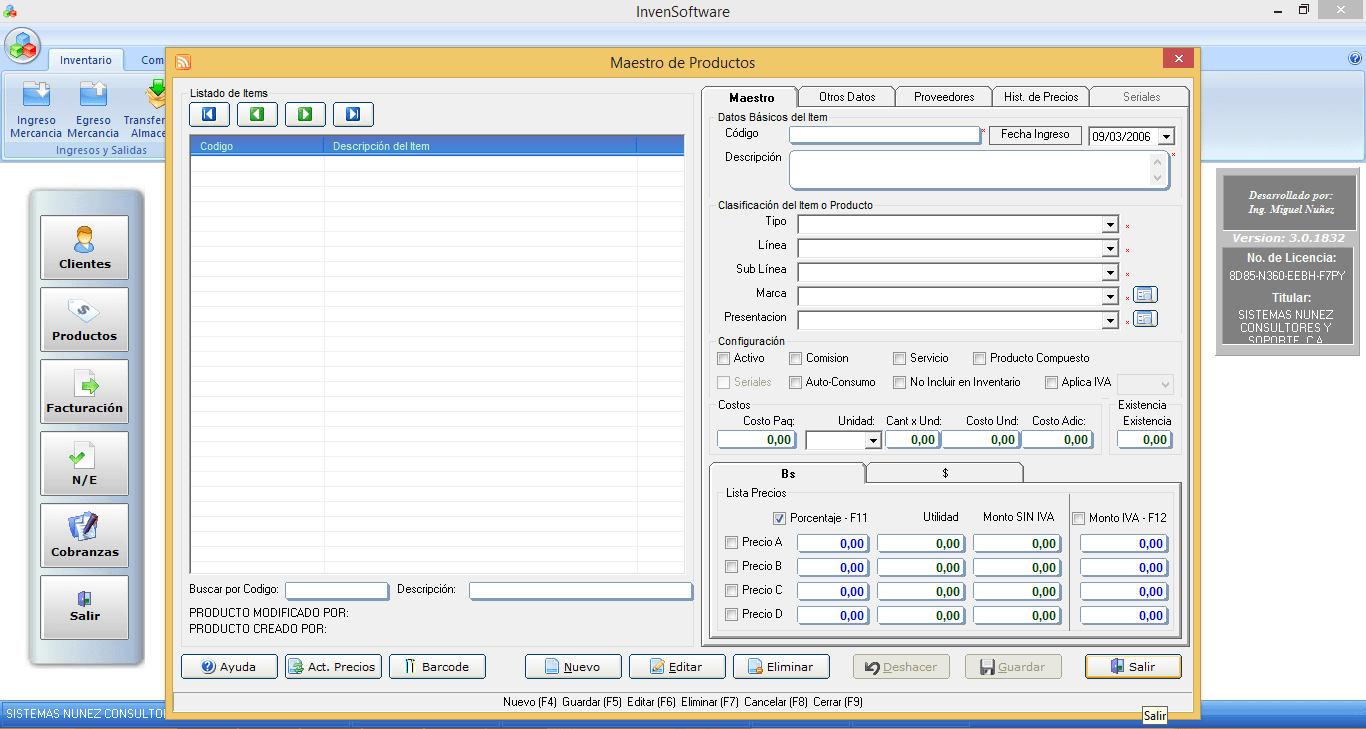 InvenSoftware
Inventario
Com
Ingreso Mercancia
Egreso Mercancia
Transfer
Almace
Ingresos y Salidas
Clientes
Productos
Facturación
N/E
Cobranzas
Salir
Maestro de Productos
Listado de Items
Codigo
Descripción del Item
Buscar por Codigo:
Descripción:
PRODUCTO MODIFICADO POR:
PRODUCTO CREADO POR:
Maestro
Otros Datos
Proveedores
Hist. de Precios
Seriales
Datos Básicos del Item
Código
Fecha Ingreso
09/03/2006
Descripción
Clasificación del Item o Producto
Tipo
Línea
Sub Línea
Marca
Presentacion
Configuración
Activo
Comision
Servicio
Producto Compuesto
Seriales
Auto-Consumo
No Incluir en Inventario
Aplica IVA
Costos
Costo Paq:
Unidad:
Cant x Und:
Costo Und:
Costo Adic:
0,00
0,00
0,00
0,00
Existencia
Existencia
0,00
Bs
$
Lista Precios
Porcentaje - F11
Utilidad
Monto SIN IVA
Monto IVA - F12
Precio A 0,00 0,00 0,00 0,00
Precio B 0,00 0,00 0,00 0,00
Precio C 0,00 0,00 0,00 0,00
Precio D 0,00 0,00 0,00 0,00
Ayuda
Act. Precios
Barcode
Nuevo
Editar
Eliminar
Deshacer
Guardar
Salir
Nuevo (F4) Guardar (F5) Editar (F6) Eliminar (F7) Cancelar (F8) Cerrar (F9)
Salir
Desarrollado por:
Ing. Miguel Nuñez
Version: 3.0.1832
No. de Licencia:
8D85-N360-EEBH-F7PY
Titular:
SISTEMAS NUNEZ
CONSULTORES Y
SOPORTE, C.A.
SISTEMAS NUNEZ CONSULTO